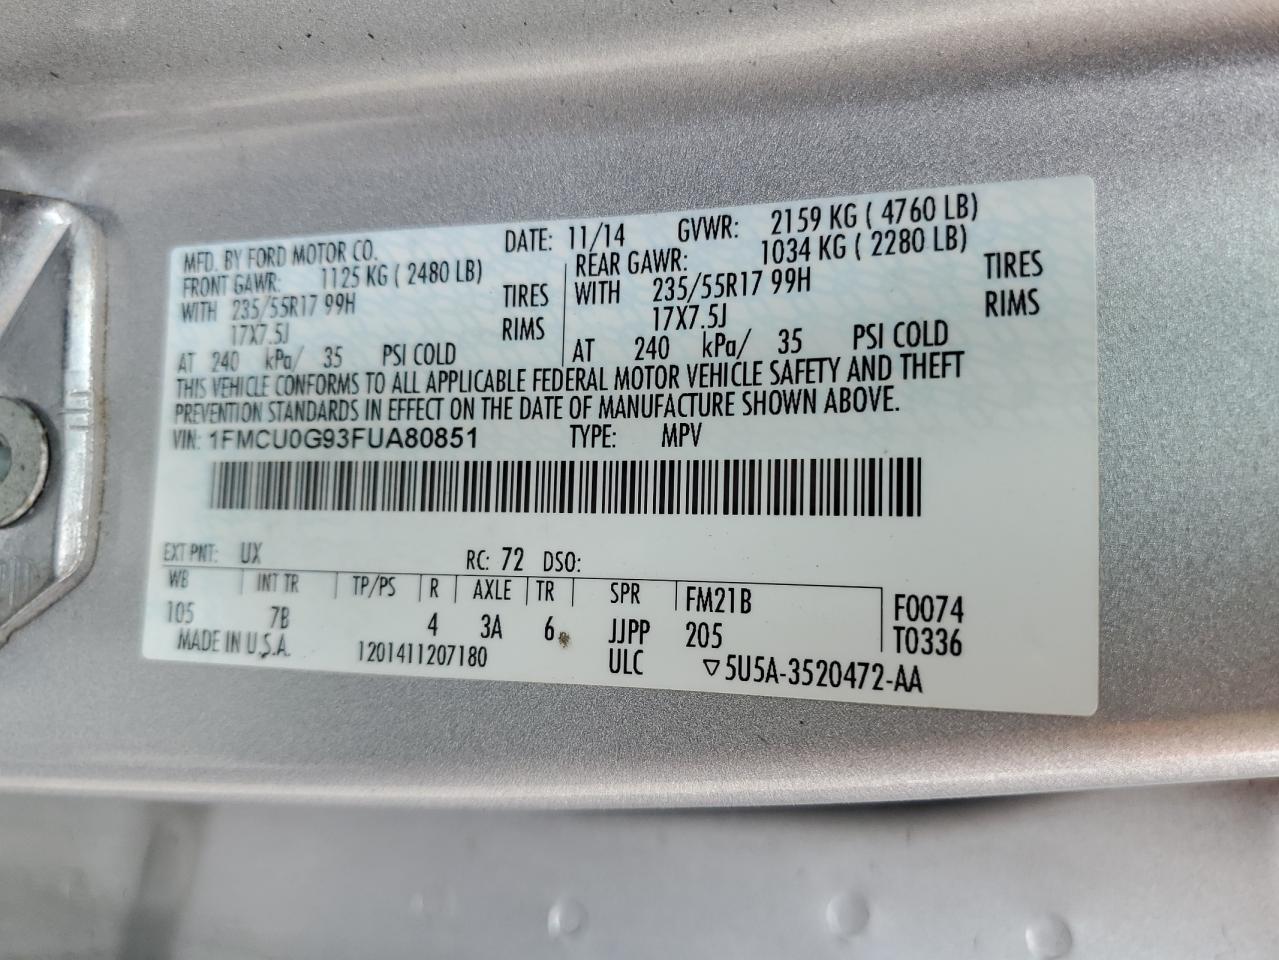 MFD. BY FORD MOTOR CO. DATE: 11/14 GVWR: 2159 KG ( 4760 LB)
FRONT GAWR: 1125 KG ( 2480 LB) REAR GAWR: 1034 KG ( 2280 LB)
WITH 235/55R17 99H TIRES WITH 235/55R17 99H TIRES
17X7.5J RIMS 17X7.5J RIMS
AT 240 kPa/ 35 PSI COLD AT 240 kPa/ 35 PSI COLD
THIS VEHICLE CONFORMS TO ALL APPLICABLE FEDERAL MOTOR VEHICLE SAFETY AND THEFT
PREVENTION STANDARDS IN EFFECT ON THE DATE OF MANUFACTURE SHOWN ABOVE.
VIN: 1FMCU0G93FUA80851 TYPE: MPV
EXT PNT: UX RC: 72 DSO:
WB INT TR TP/PS R AXLE TR SPR FM21B F0074
105 7B 4 3A 6 JJPP 205 T0336
MADE IN U.S.A. 1201411207180 ULC ▽5U5A-3520472-AA